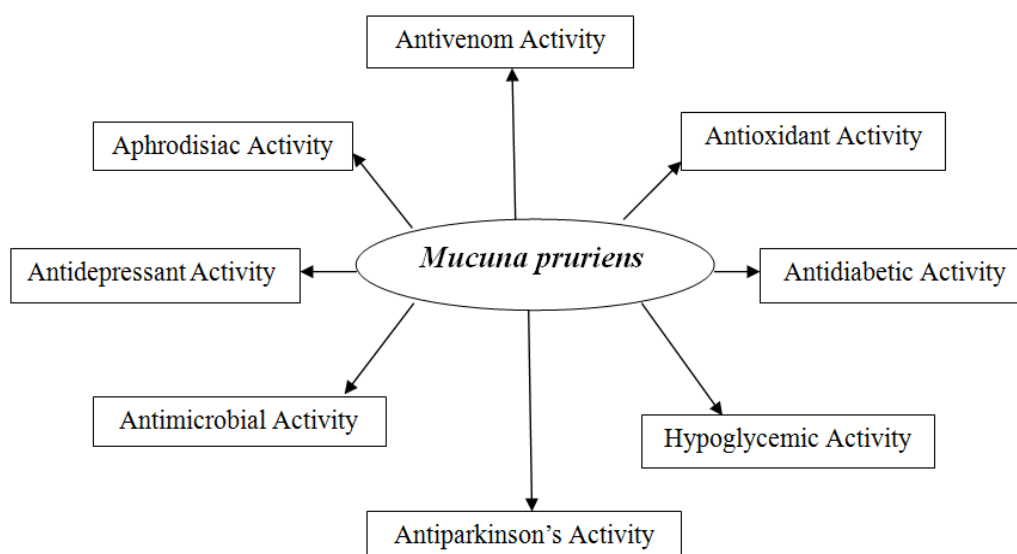 Antivenom Activity
Aphrodisiac Activity
Antioxidant Activity
Mucuna pruriens
Antidepressant Activity
Antidiabetic Activity
Antimicrobial Activity
Hypoglycemic Activity
Antiparkinson’s Activity